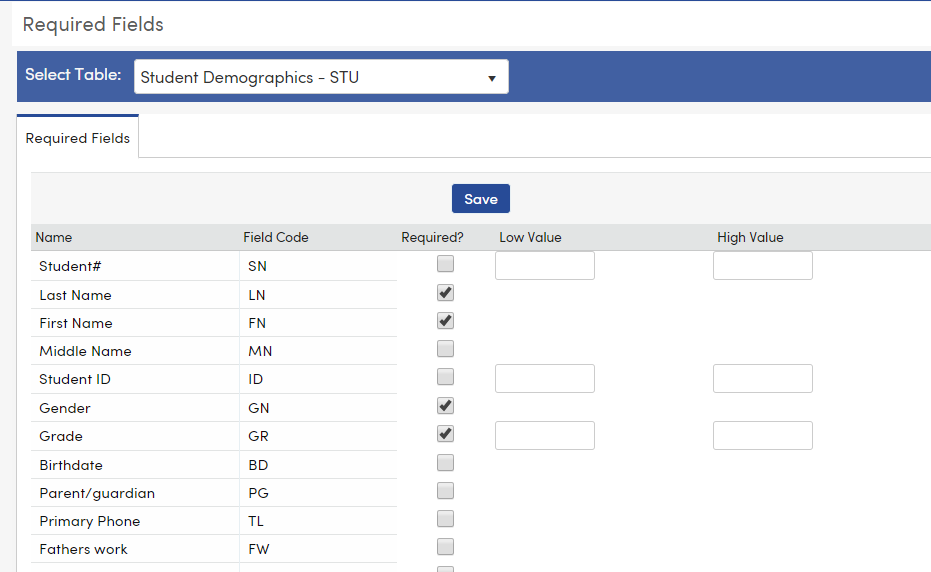 Required Fields
Select Table: Student Demographics - STU
Required Fields
Save
Name Field Code Required? Low Value High Value
Student# SN
Last Name LN
First Name FN
Middle Name MN
Student ID ID
Gender GN
Grade GR
Birthdate BD
Parent/guardian PG
Primary Phone TL
Fathers work FW